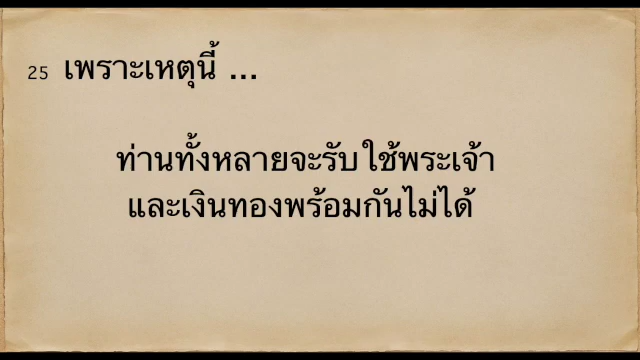 25 เพราะเหตุนี้ ...
ท่านทั้งหลายจะรับใช้พระเจ้า
และเงินทองพร้อมกันไม่ได้